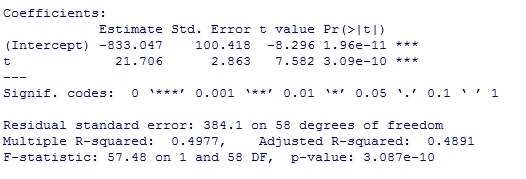 Coefficients:
            Estimate Std. Error t value Pr(>|t|)
(Intercept) -833.047    100.418  -8.296 1.96e-11 ***
t             21.706      2.863   7.582 3.09e-10 ***
---
Signif. codes:  0 '***' 0.001 '**' 0.01 '*' 0.05 '.' 0.1 ' ' 1
Residual standard error: 384.1 on 58 degrees of freedom
Multiple R-squared:  0.4977,    Adjusted R-squared:  0.4891
F-statistic: 57.48 on 1 and 58 DF,  p-value: 3.087e-10